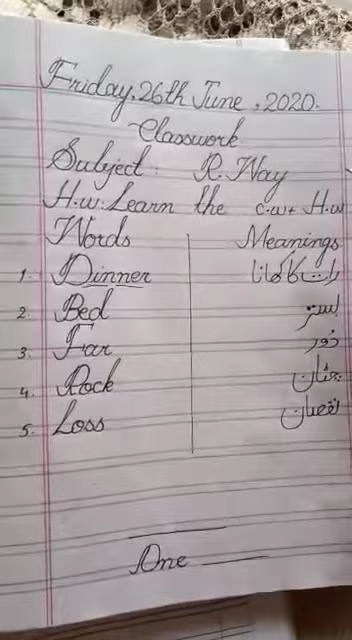 Friday, 26th June, 2020.
Classwork
Subject: R. Way
H.w: Learn the c.w + H.w
Words Meanings
1. Dinner رات کا کھانا
2. Bed بستر
3. Far دور
4. Rock چٹان
5. Loss نقصان
One